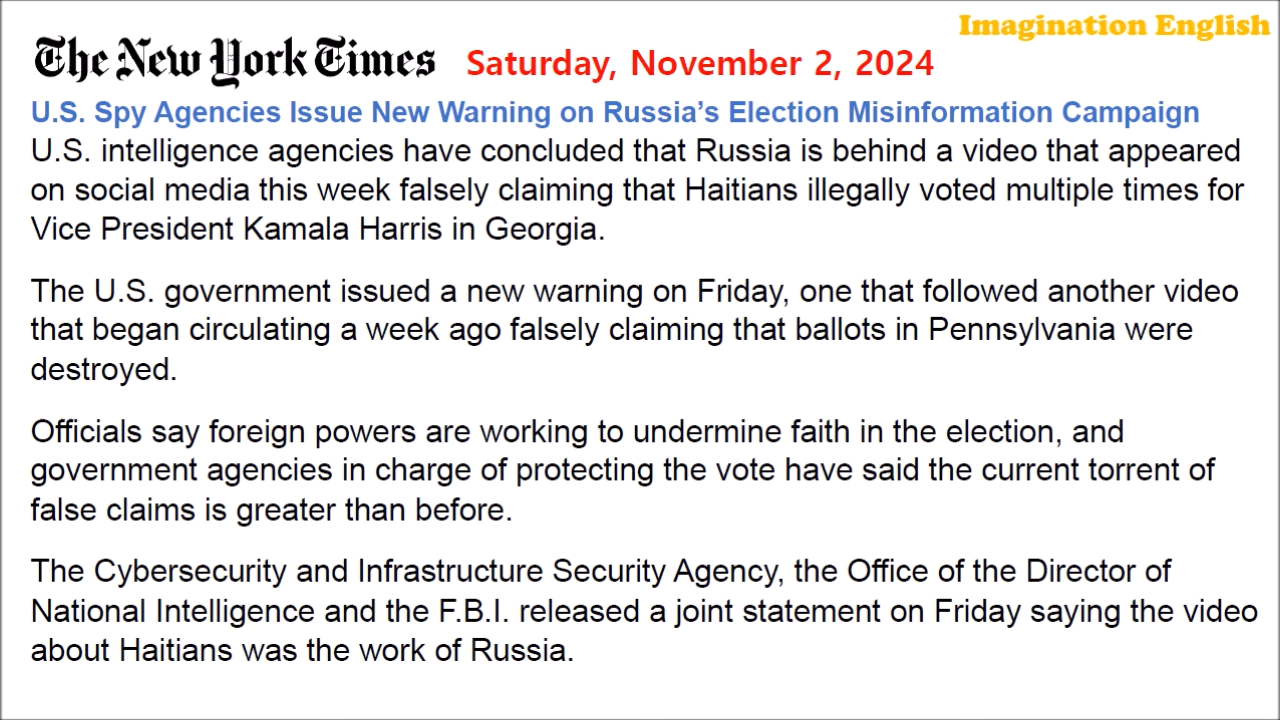 Imagination English
The New York Times Saturday, November 2, 2024
U.S. Spy Agencies Issue New Warning on Russia’s Election Misinformation Campaign
U.S. intelligence agencies have concluded that Russia is behind a video that appeared
on social media this week falsely claiming that Haitians illegally voted multiple times for
Vice President Kamala Harris in Georgia.
The U.S. government issued a new warning on Friday, one that followed another video
that began circulating a week ago falsely claiming that ballots in Pennsylvania were
destroyed.
Officials say foreign powers are working to undermine faith in the election, and
government agencies in charge of protecting the vote have said the current torrent of
false claims is greater than before.
The Cybersecurity and Infrastructure Security Agency, the Office of the Director of
National Intelligence and the F.B.I. released a joint statement on Friday saying the video
about Haitians was the work of Russia.